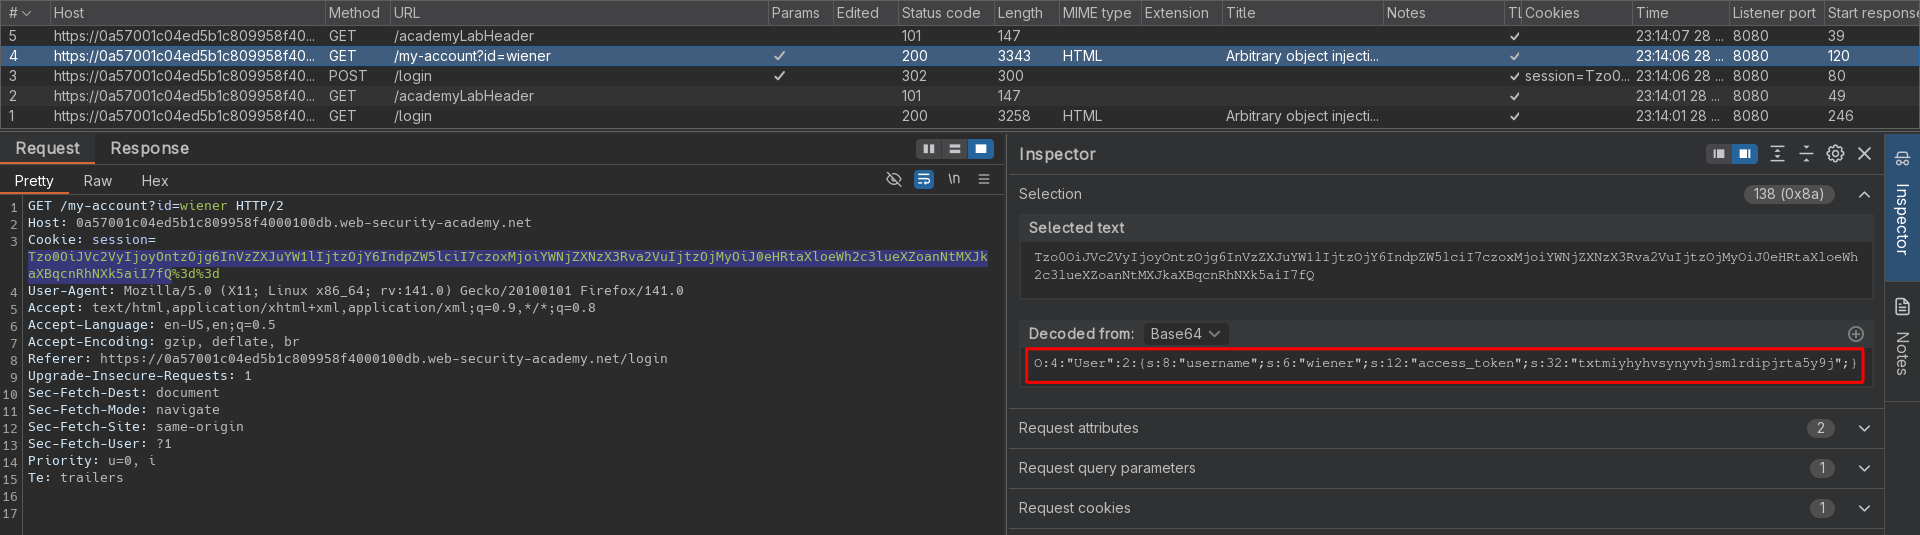 # Host Method URL Params Edited Status code Length MIME type Extension Title Notes TL Cookies Time Listener port Start response
5 https://0a57001c04ed5b1c809958f40... GET /academyLabHeader 101 147 ✓ 23:14:07 28 ... 8080 39
4 https://0a57001c04ed5b1c809958f40... GET /my-account?id=wiener ✓ 200 3343 HTML Arbitrary object injecti... ✓ 23:14:06 28 ... 8080 120
3 https://0a57001c04ed5b1c809958f40... POST /login ✓ 302 300 ✓ session=Tzo0... 23:14:06 28 ... 8080 80
2 https://0a57001c04ed5b1c809958f40... GET /academyLabHeader 101 147 ✓ 23:14:01 28 ... 8080 49
1 https://0a57001c04ed5b1c809958f40... GET /login 200 3258 HTML Arbitrary object injecti... ✓ 23:14:01 28 ... 8080 246
Request Response
Pretty Raw Hex
\n
1 GET /my-account?id=wiener HTTP/2
2 Host: 0a57001c04ed5b1c809958f4000100db.web-security-academy.net
3 Cookie: session=
Tzo0OiJVc2VyIjoyOntzOjg6InVzZXJuYW1lIjtzOjY6IndpZW5lciI7czoxMjoiYWNjZXNzX3Rva2VuIjtzOjMyOiJ0eHRtaXloeWh2c3lueXZoanNtMXJk
aXBqcnRhNXk5aiI7fQ%3d%3d
4 User-Agent: Mozilla/5.0 (X11; Linux x86_64; rv:141.0) Gecko/20100101 Firefox/141.0
5 Accept: text/html,application/xhtml+xml,application/xml;q=0.9,*/*;q=0.8
6 Accept-Language: en-US,en;q=0.5
7 Accept-Encoding: gzip, deflate, br
8 Referer: https://0a57001c04ed5b1c809958f4000100db.web-security-academy.net/login
9 Upgrade-Insecure-Requests: 1
10 Sec-Fetch-Dest: document
11 Sec-Fetch-Mode: navigate
12 Sec-Fetch-Site: same-origin
13 Sec-Fetch-User: ?1
14 Priority: u=0, i
15 Te: trailers
16
17
Inspector
Selection 138 (0x8a)
Selected text
Tzo0OiJVc2VyIjoyOntzOjg6InVzZXJuYW1lIjtzOjY6IndpZW5lciI7czoxMjoiYWNjZXNzX3Rva2VuIjtzOjMyOiJ0eHRtaXloeWh
2c3lueXZoanNtMXJkaXBqcnRhNXk5aiI7fQ
Decoded from: Base64
O:4:"User":2:{s:8:"username";s:6:"wiener";s:12:"access_token";s:32:"txtmiyhyhvsynyvhjsm1rdipjrta5y9j";}
Request attributes 2
Request query parameters 1
Request cookies 1
Inspector
Notes